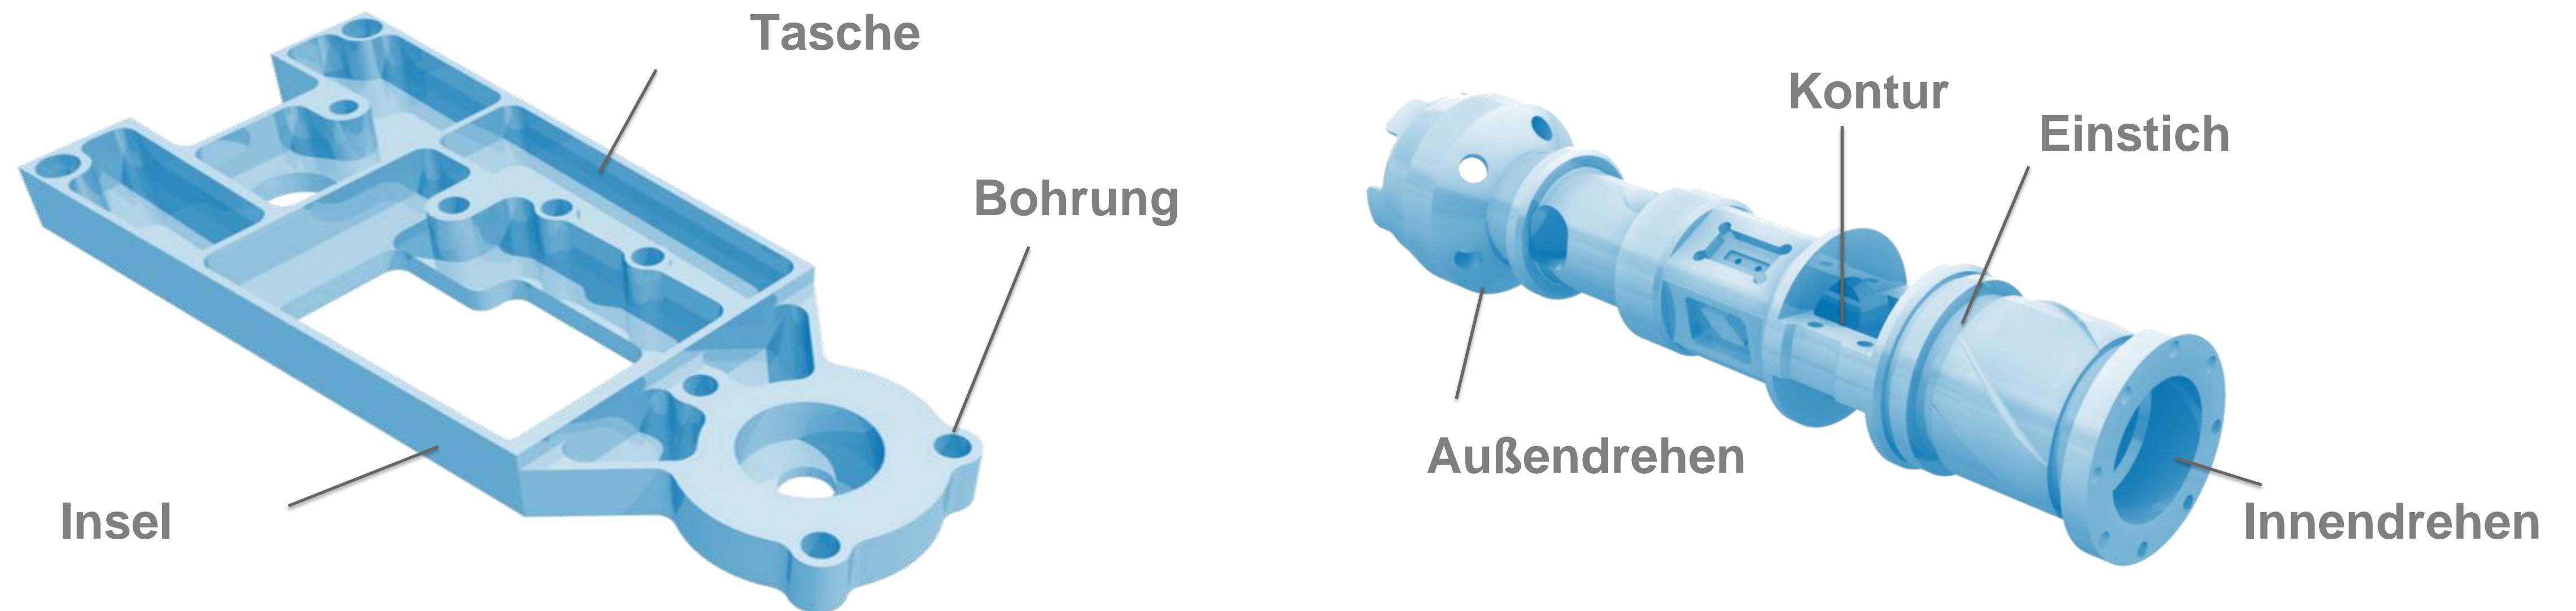 Tasche
Bohrung
Insel
Kontur
Einstich
Außendrehen
Innendrehen